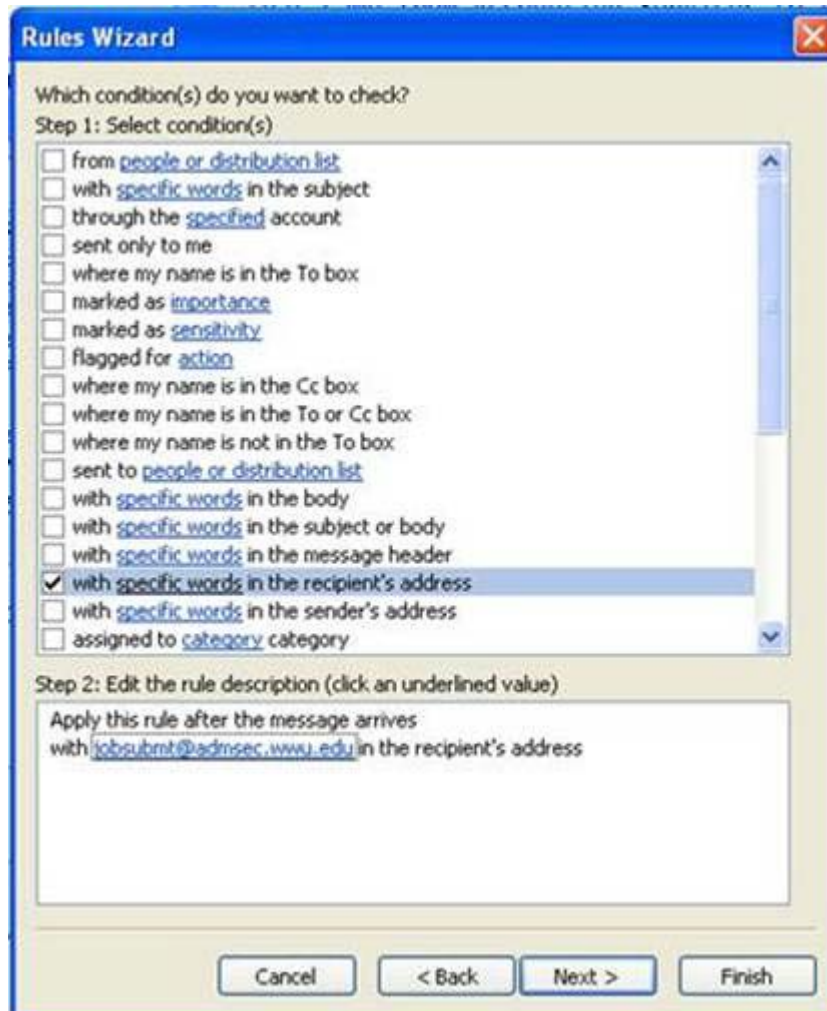 Rules Wizard
Which condition(s) do you want to check?
Step 1: Select condition(s)
from people or distribution list
with specific words in the subject
through the specified account
sent only to me
where my name is in the To box
marked as importance
marked as sensitivity
flagged for action
where my name is in the Cc box
where my name is in the To or Cc box
where my name is not in the To box
sent to people or distribution list
with specific words in the body
with specific words in the subject or body
with specific words in the message header
with specific words in the recipient's address
with specific words in the sender's address
assigned to category category
Step 2: Edit the rule description (click an underlined value)
Apply this rule after the message arrives
with jobsubmt@admsec.wwu.edu in the recipient's address
Cancel < Back Next > Finish